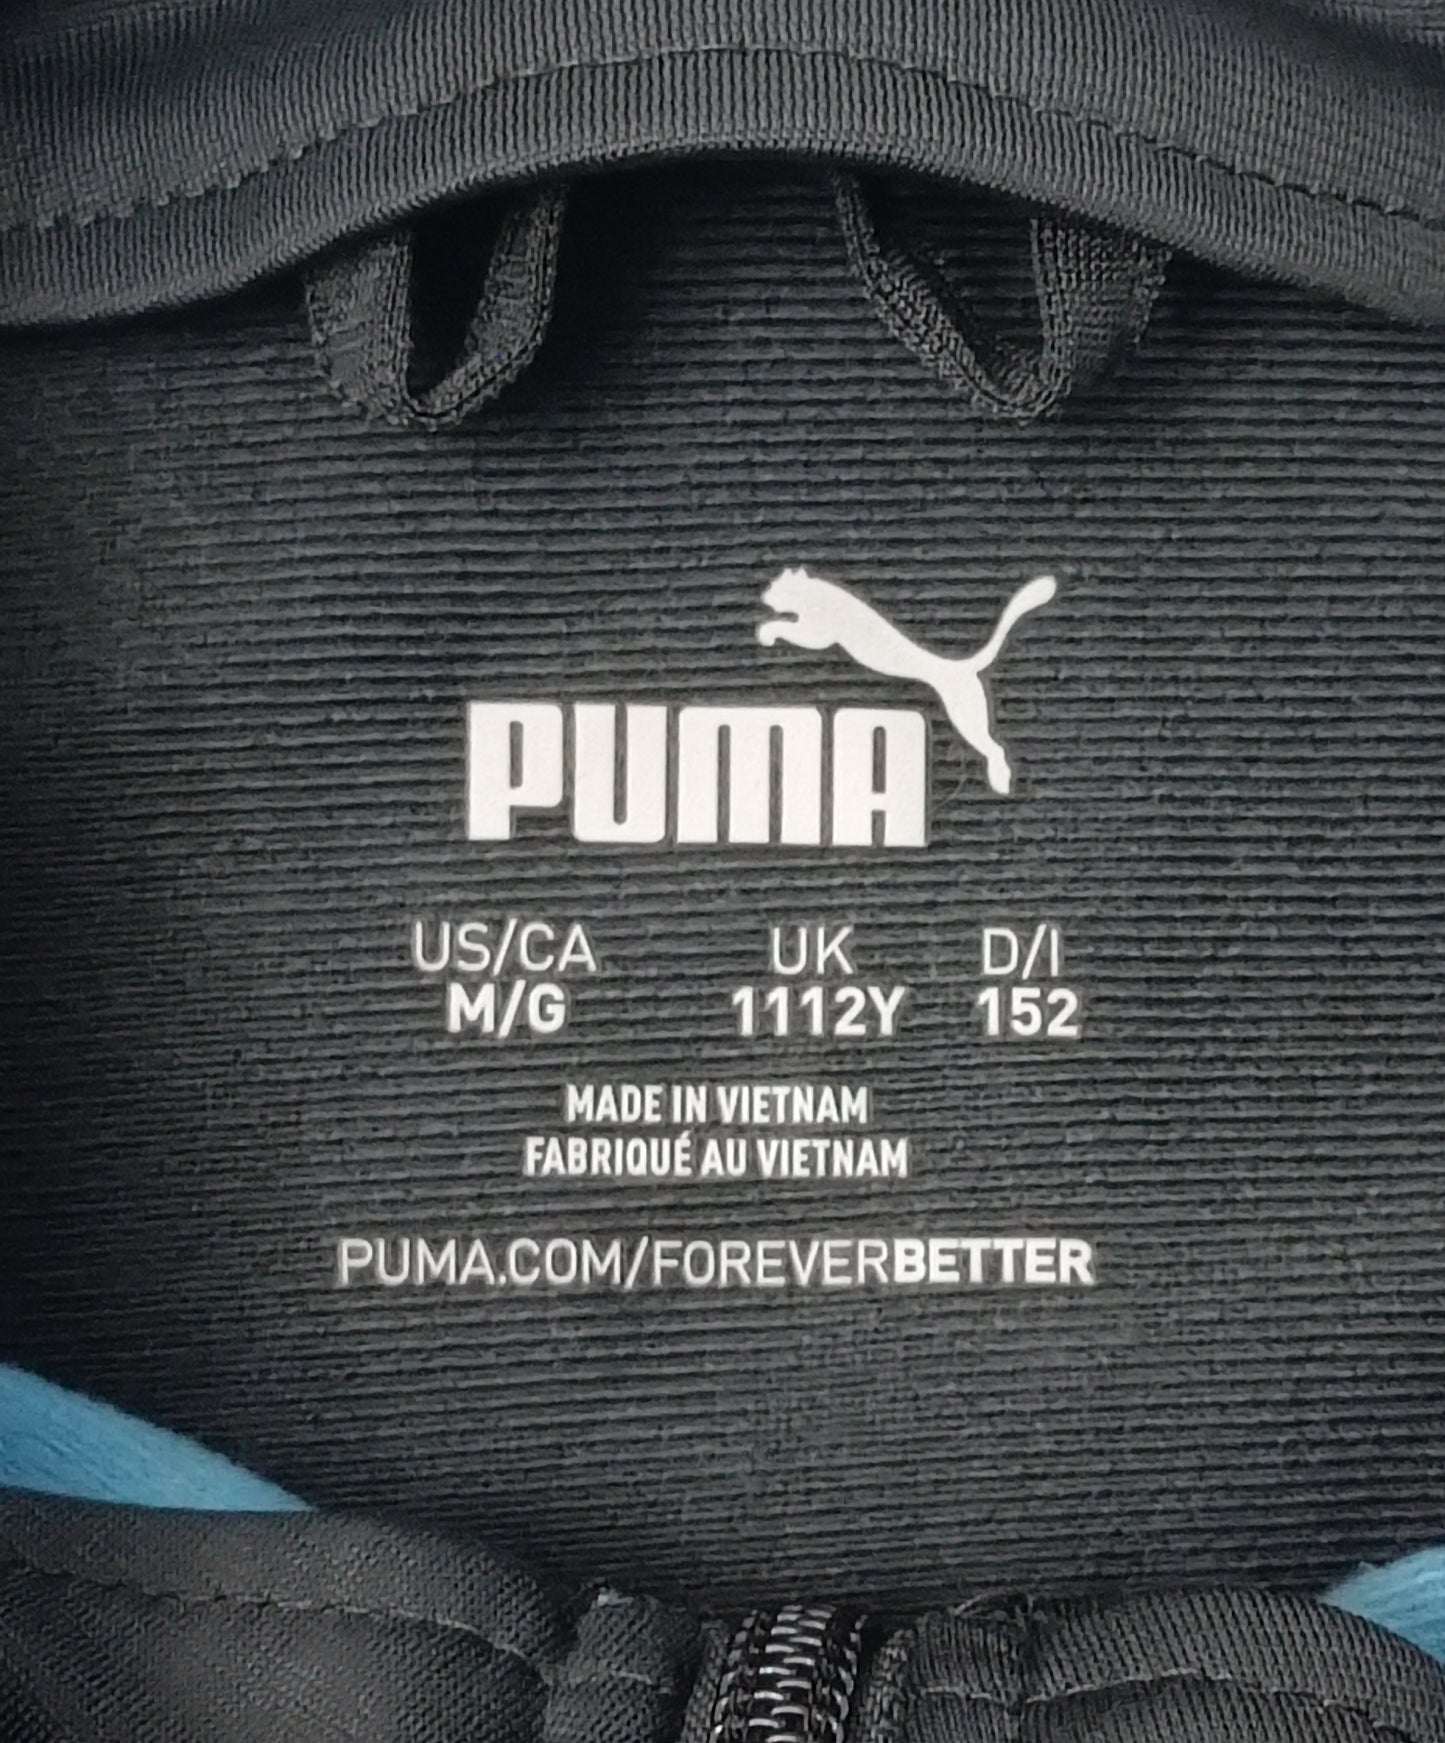 PUMA
US/CA UK D/I
M/G 1112Y 152
MADE IN VIETNAM
FABRIQUÉ AU VIETNAM
PUMA.COM/FOREVERBETTER